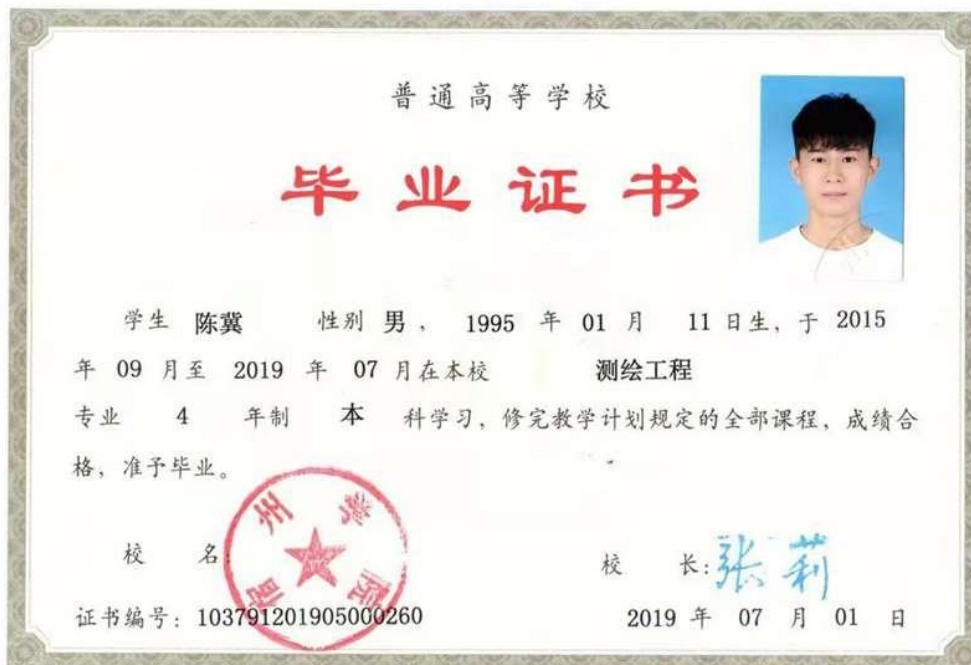 普通高等学校
毕业证书
学生 陈冀 性别 男， 1995 年 01 月 11 日生，于 2015
年 09 月至 2019 年 07 月在本校 测绘工程
专业 4 年制 本 科学习，修完教学计划规定的全部课程，成绩合
格，准予毕业。
宿州学院
校 名：
校 长：张莉
证书编号：103791201905000260
2019 年 07 月 01 日